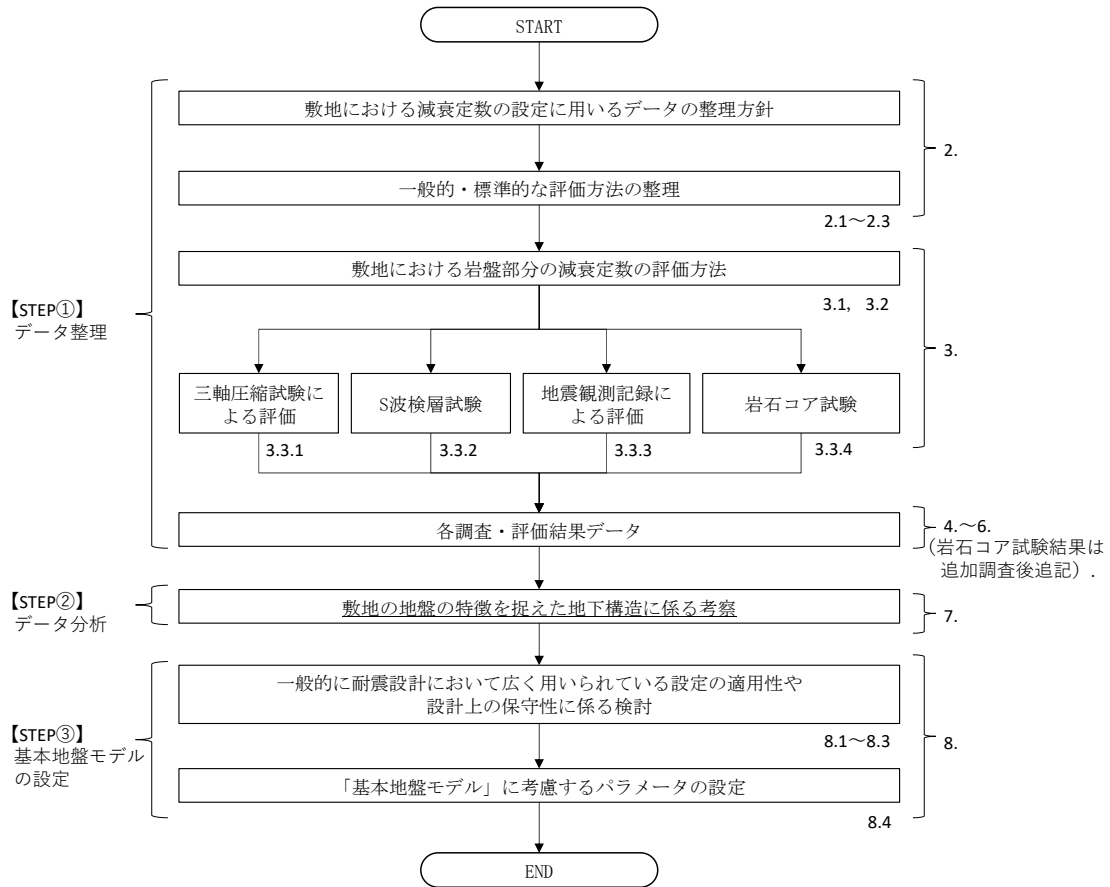 START
敷地における減衰定数の設定に用いるデータの整理方針
2.
一般的・標準的な評価方法の整理
2.1～2.3
敷地における岩盤部分の減衰定数の評価方法
3.1, 3.2
【STEP①】
データ整理
3.
三軸圧縮試験に
よる評価
S波検層試験
地震観測記録に
よる評価
岩石コア試験
3.3.1
3.3.2
3.3.3
3.3.4
各調査・評価結果データ
4.～6.
（岩石コア試験結果は
追加調査後追記）.
【STEP②】
データ分析
敷地の地盤の特徴を捉えた地下構造に係る考察
7.
一般的に耐震設計において広く用いられている設定の適用性や
設計上の保守性に係る検討
8.1～8.3
【STEP③】
基本地盤モデル
の設定
8.
「基本地盤モデル」に考慮するパラメータの設定
8.4
END